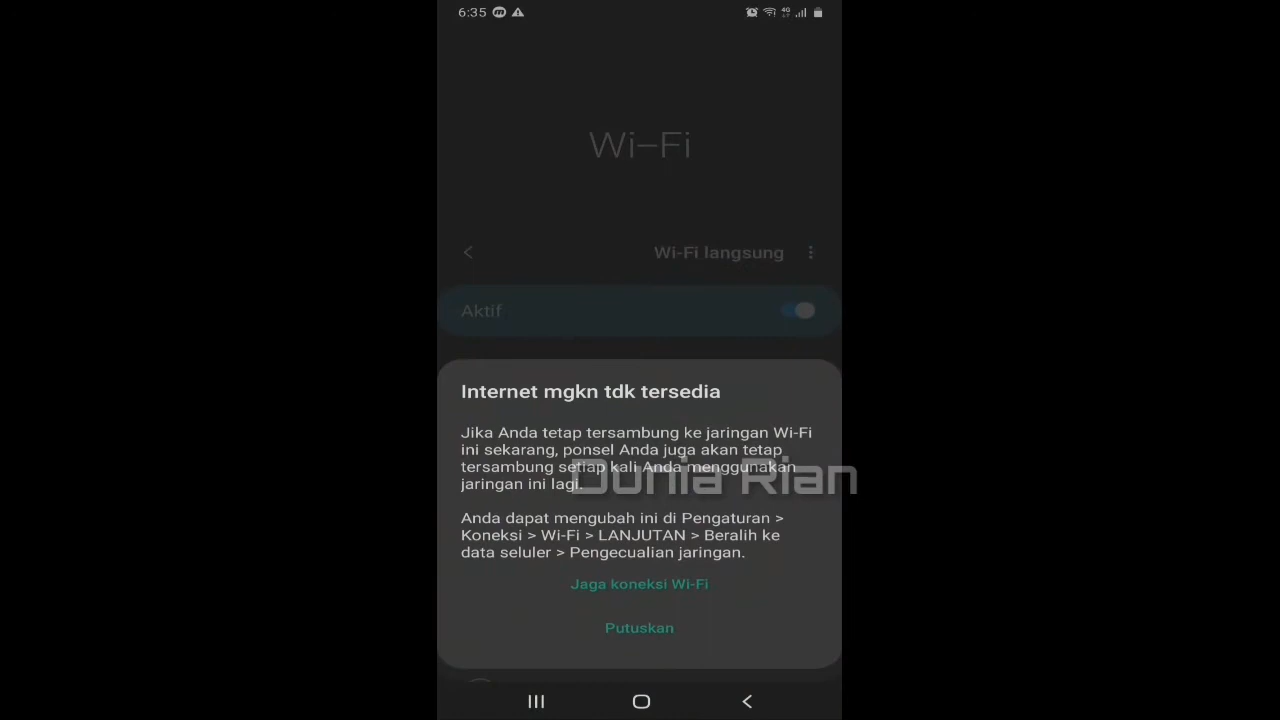 6:35
4G
Wi-Fi
Wi-Fi langsung
Aktif
Internet mgkn tdk tersedia
Jika Anda tetap tersambung ke jaringan Wi-Fi
ini sekarang, ponsel Anda juga akan tetap
tersambung setiap kali Anda menggunakan
jaringan ini lagi.
Dunia Rian
Anda dapat mengubah ini di Pengaturan >
Koneksi > Wi-Fi > LANJUTAN > Beralih ke
data seluler > Pengecualian jaringan.
Jaga koneksi Wi-Fi
Putuskan